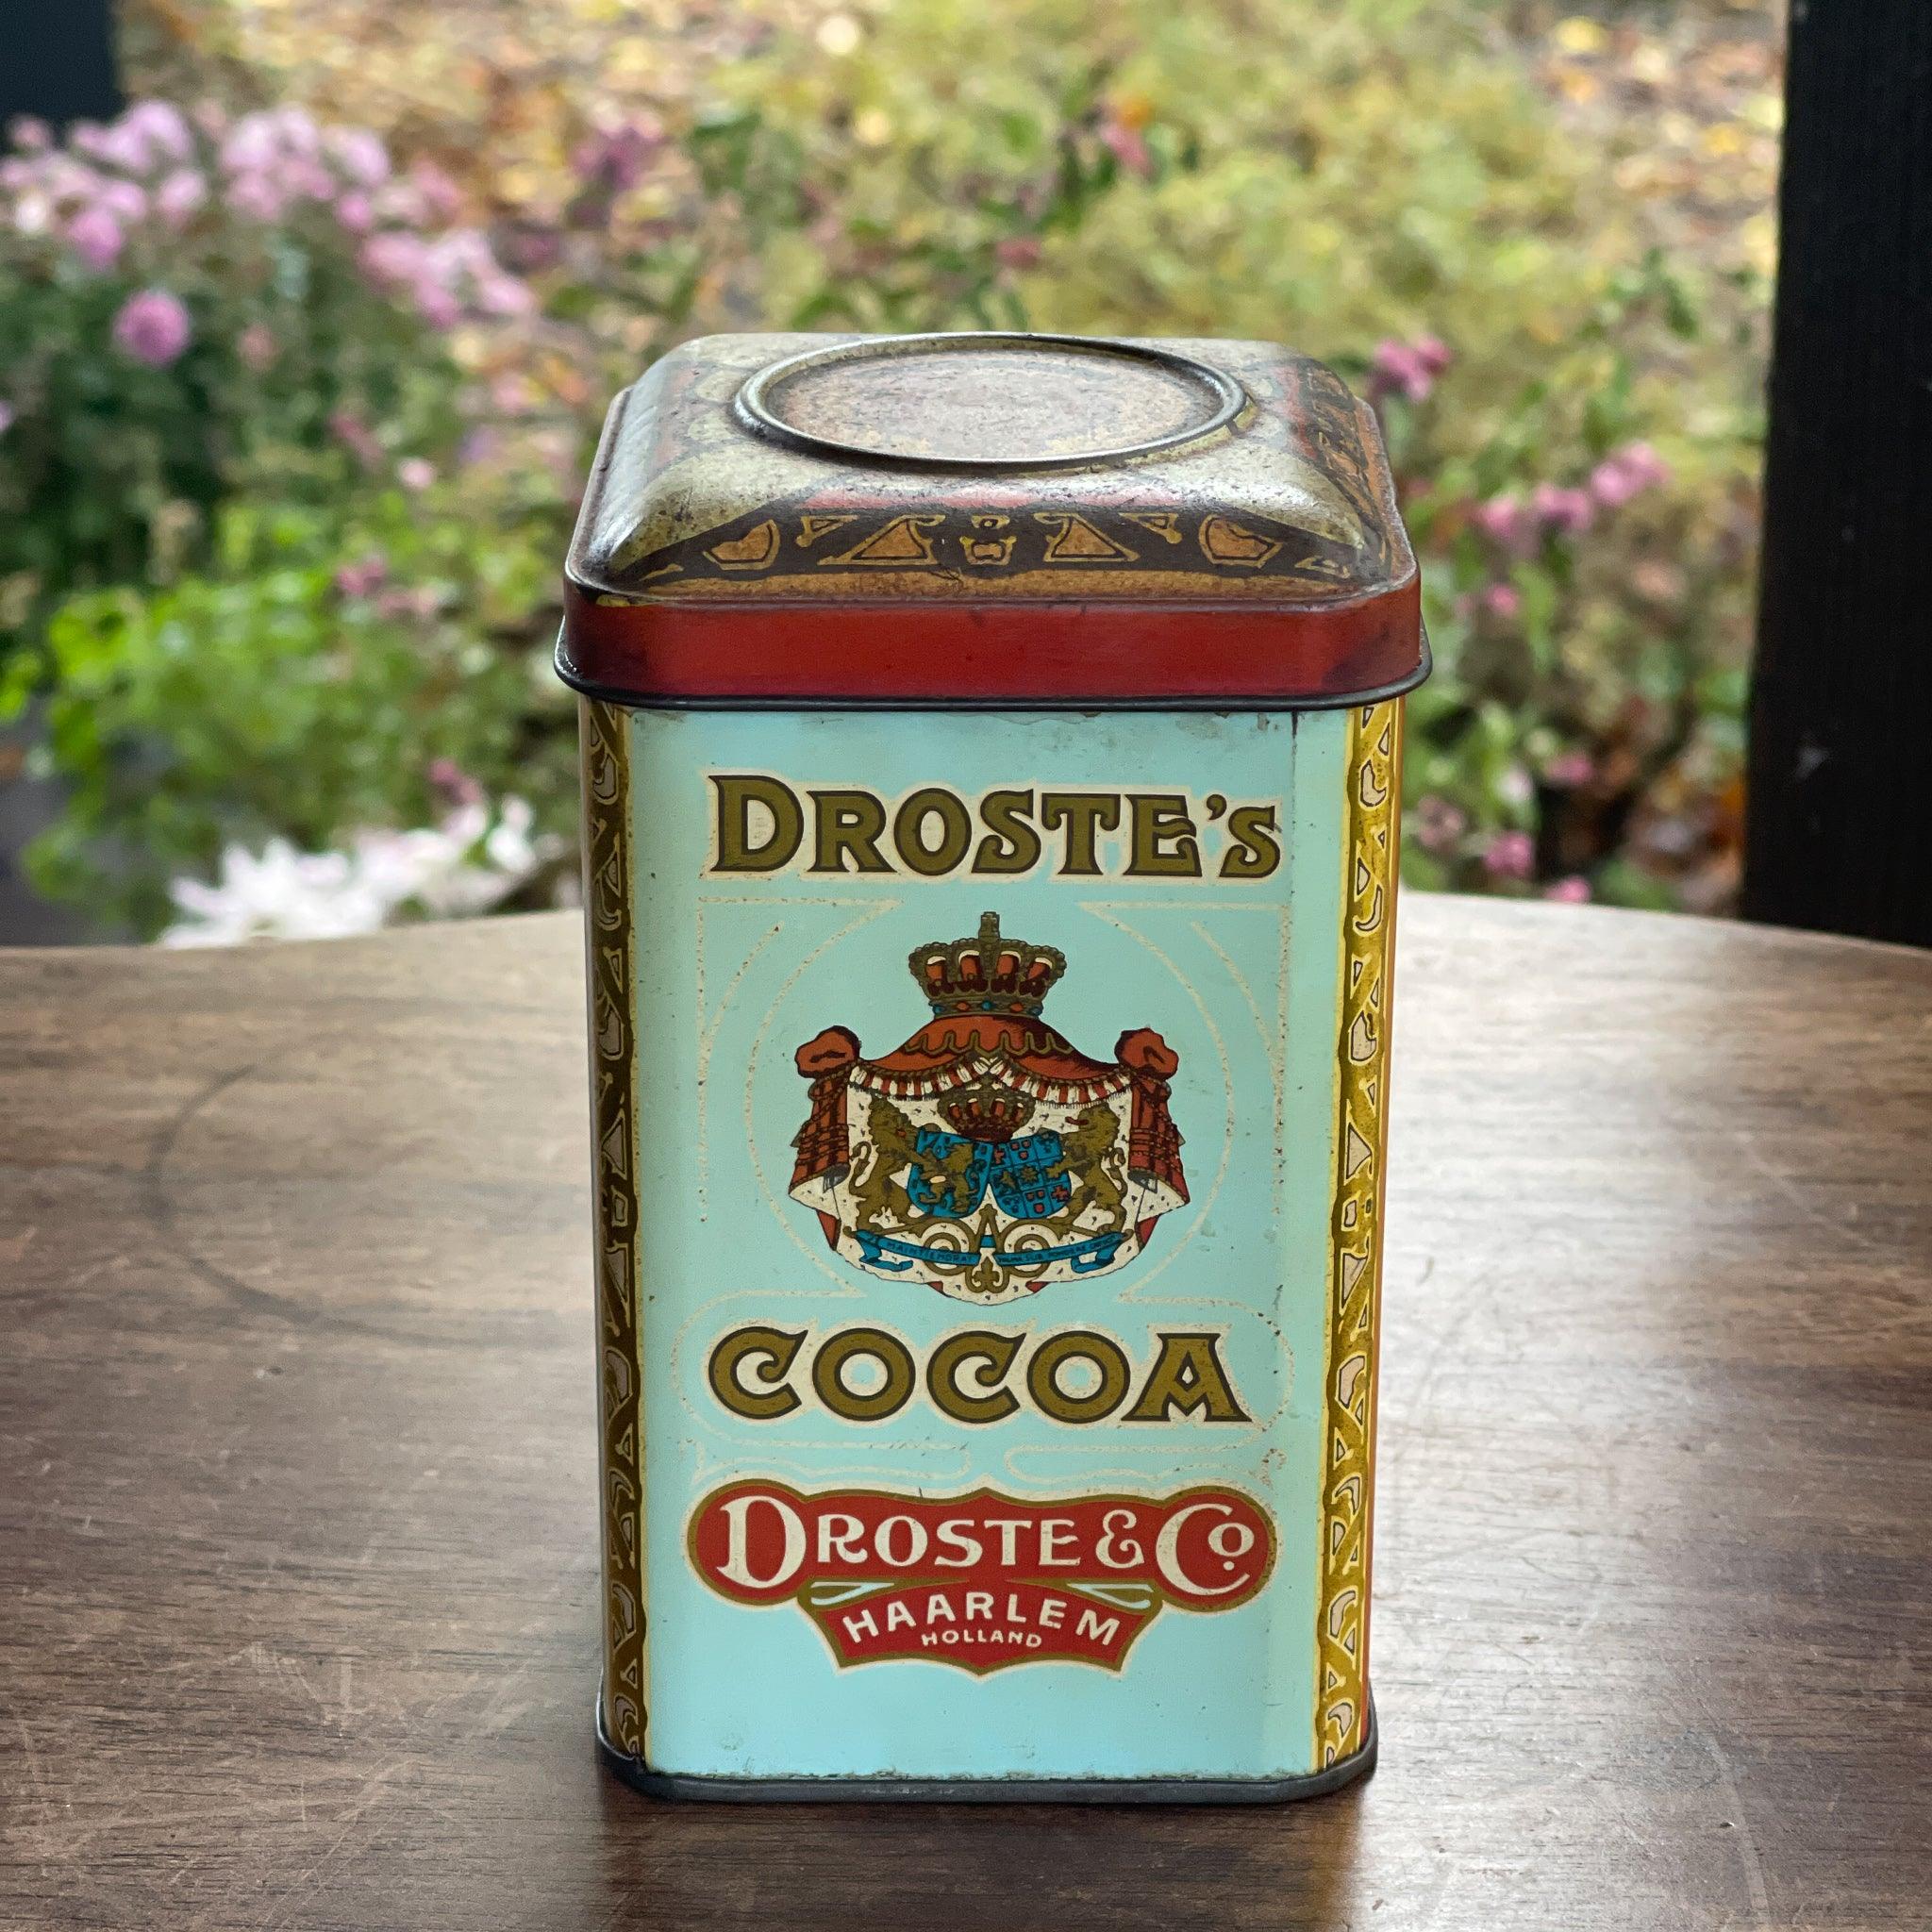 DROSTE'S
COCOA
DROSTE & Co
HAARLEM
HOLLAND